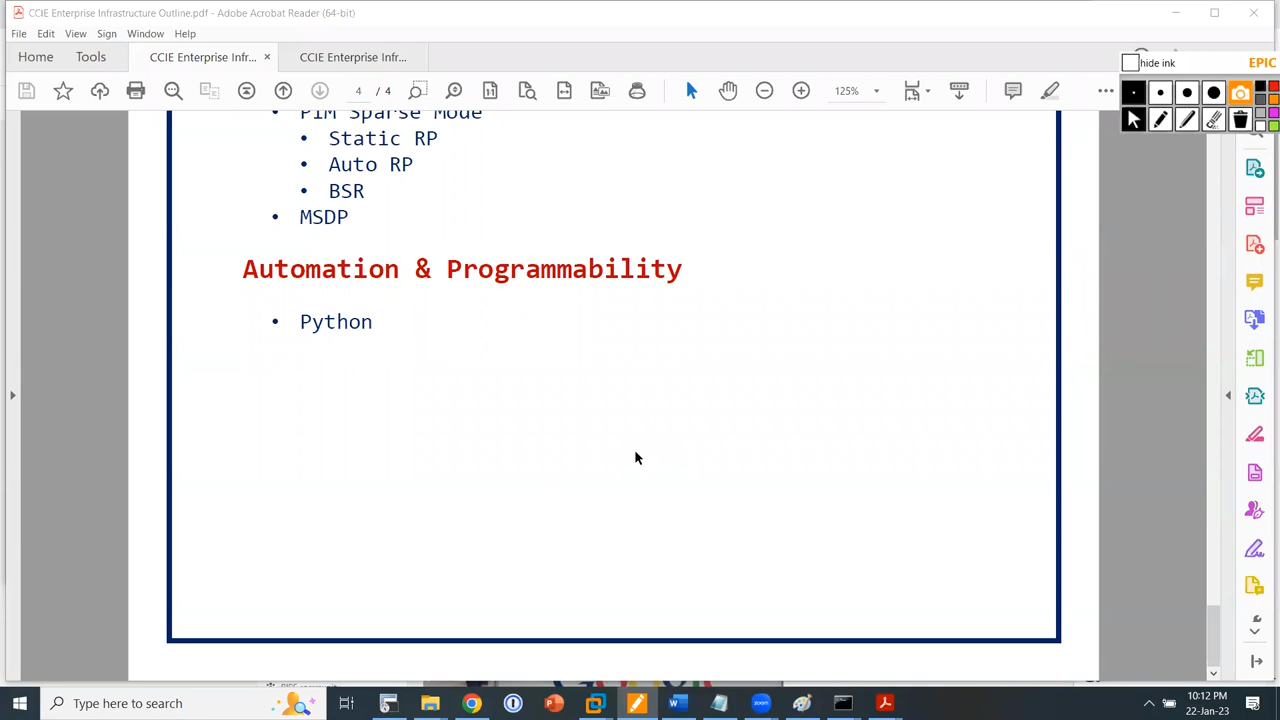 CCIE Enterprise Infrastructure Outline.pdf - Adobe Acrobat Reader (64-bit)
File Edit View Sign Window Help
Home Tools CCIE Enterprise Infr... × CCIE Enterprise Infr...
hide ink EPIC
4 / 4 125%
• PIM Sparse Mode
• Static RP
• Auto RP
• BSR
• MSDP
Automation & Programmability
• Python
Type here to search
10:12 PM
22-Jan-23